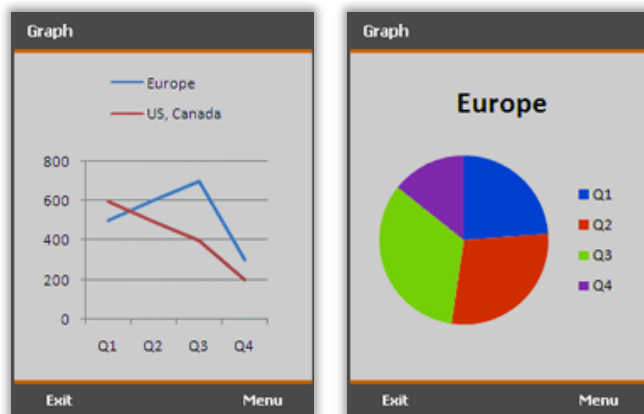 Graph
Europe
US, Canada
800
600
400
200
0
Q1 Q2 Q3 Q4
Exit Menu
Graph
Europe
Q1
Q2
Q3
Q4
Exit Menu